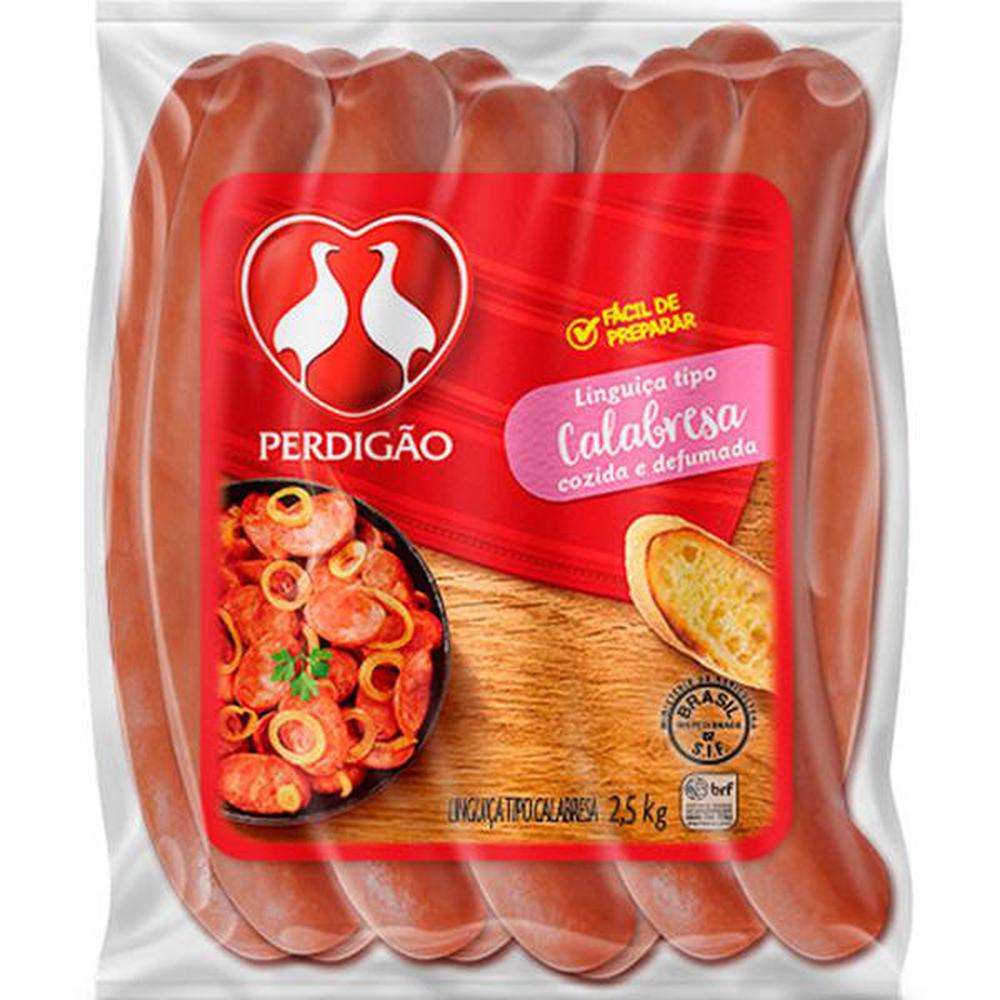 FÁCIL DE
PREPARAR
Linguiça tipo
Calabresa
cozida e defumada
PERDIGÃO
BRASIL
S.I.F.
LINGUIÇA TIPO CALABRESA 2,5 kg
brf